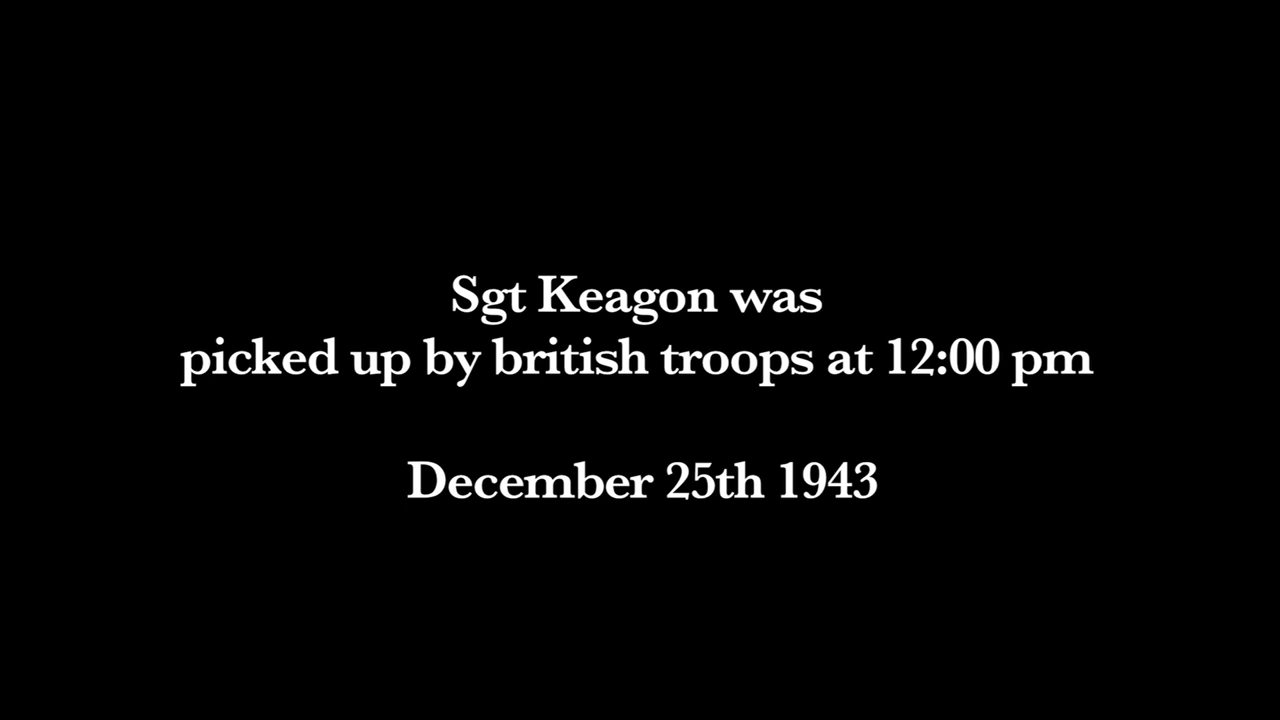 Sgt Keagon was
picked up by british troops at 12:00 pm
December 25th 1943